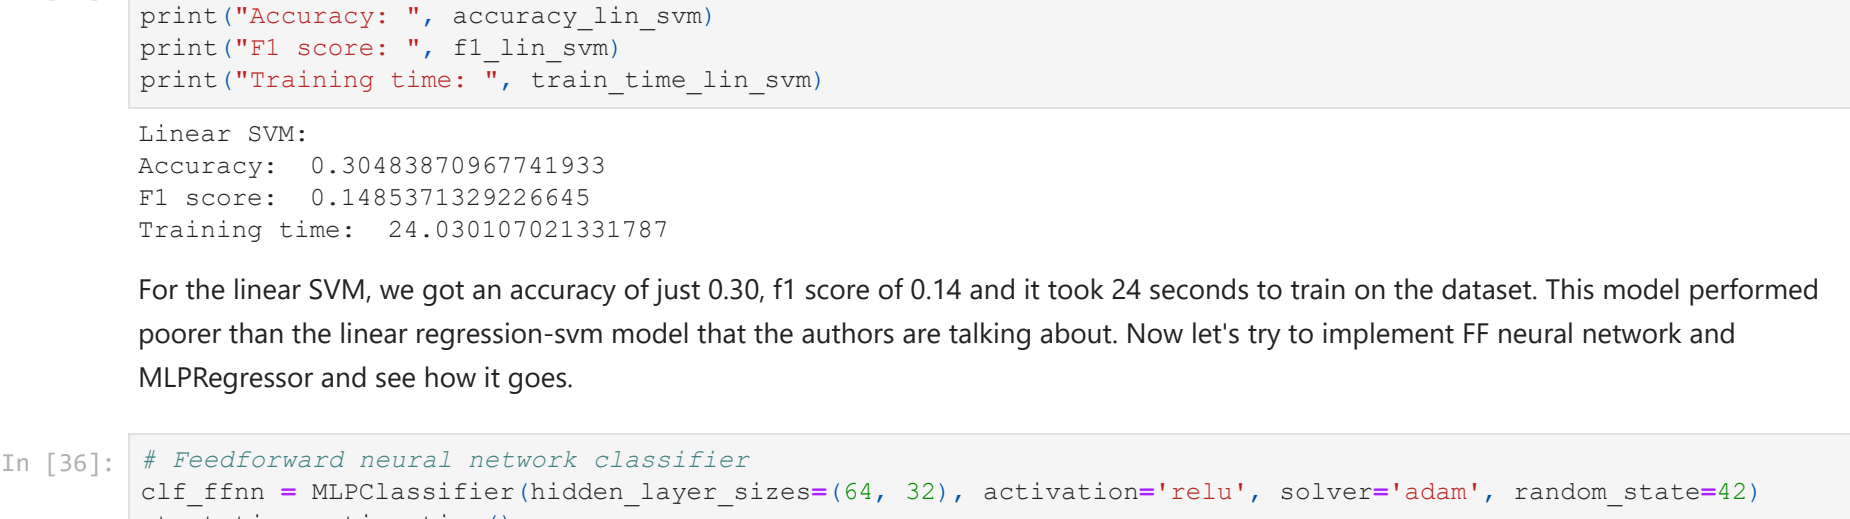 print("Accuracy: ", accuracy_lin_svm)
print("F1 score: ", f1_lin_svm)
print("Training time: ", train_time_lin_svm)
Linear SVM:
Accuracy:  0.30483870967741933
F1 score:  0.1485371329226645
Training time:  24.030107021331787
For the linear SVM, we got an accuracy of just 0.30, f1 score of 0.14 and it took 24 seconds to train on the dataset. This model performed
poorer than the linear regression-svm model that the authors are talking about. Now let's try to implement FF neural network and
MLPRegressor and see how it goes.
In [36]: # Feedforward neural network classifier
clf_ffnn = MLPClassifier(hidden_layer_sizes=(64, 32), activation='relu', solver='adam', random_state=42)